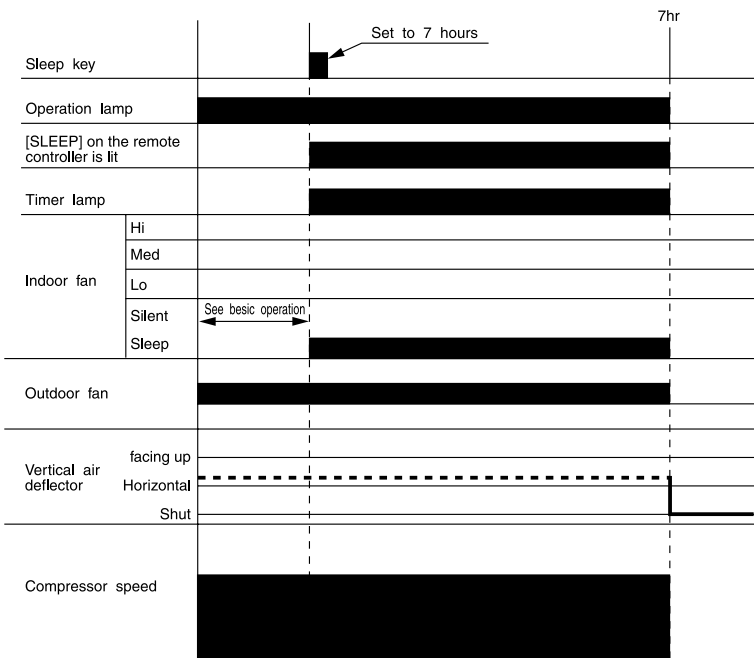 7hr
Set to 7 hours
Sleep key
Operation lamp
[SLEEP] on the remote
controller is lit
Timer lamp
Indoor fan
Hi
Med
Lo
Silent
See besic operation
Sleep
Outdoor fan
Vertical air
deflector
facing up
Horizontal
Shut
Compressor speed